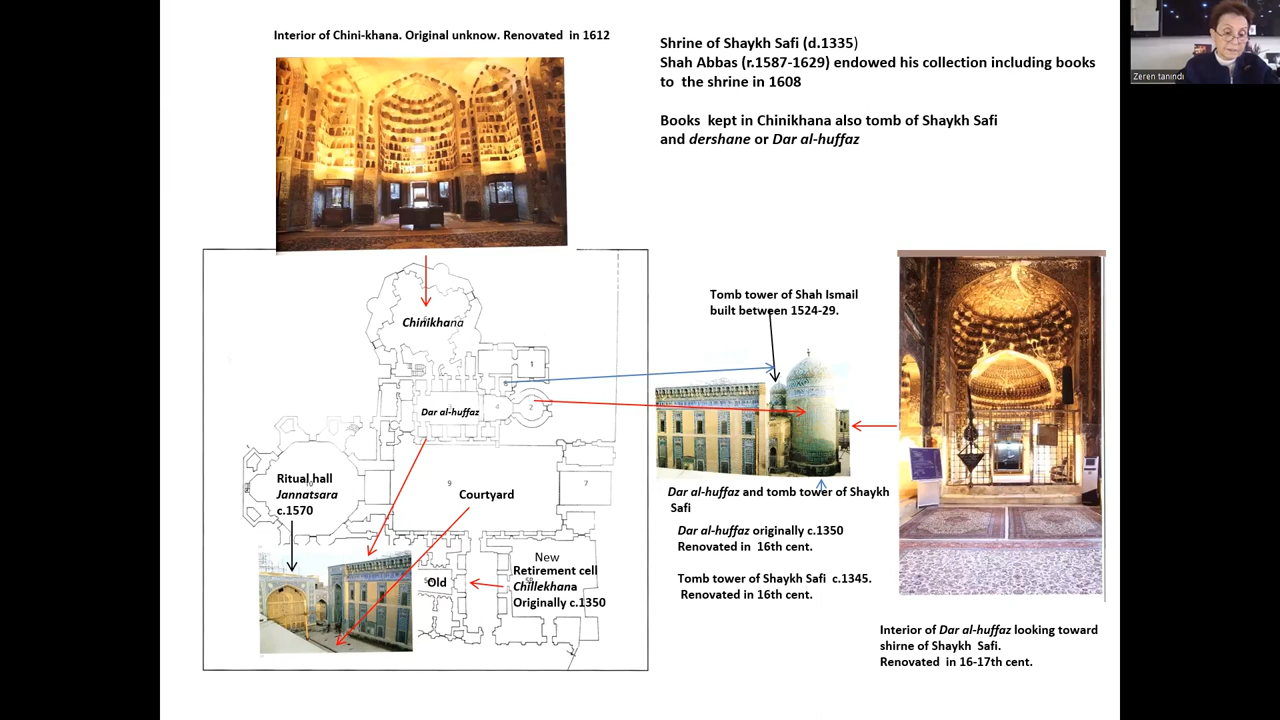 Interior of Chini-khana. Original unknow. Renovated in 1612
Shrine of Shaykh Safi (d.1335)
Shah Abbas (r.1587-1629) endowed his collection including books
to the shrine in 1608
Books kept in Chinikhana also tomb of Shaykh Safi
and dershane or Dar al-huffaz
Zeren tanındı
Chinikhana
1
Tomb tower of Shah Ismail
built between 1524-29.
Dar al-huffaz
4
2
Ritual hall
Jannatsara
c.1570
9
Courtyard
7
Dar al-huffaz and tomb tower of Shaykh
Safi
Dar al-huffaz originally c.1350
Renovated in 16th cent.
Tomb tower of Shaykh Safi c.1345.
Renovated in 16th cent.
Old
New
Retirement cell
Chillekhana
Originally c.1350
Interior of Dar al-huffaz looking toward
shirne of Shaykh Safi.
Renovated in 16-17th cent.